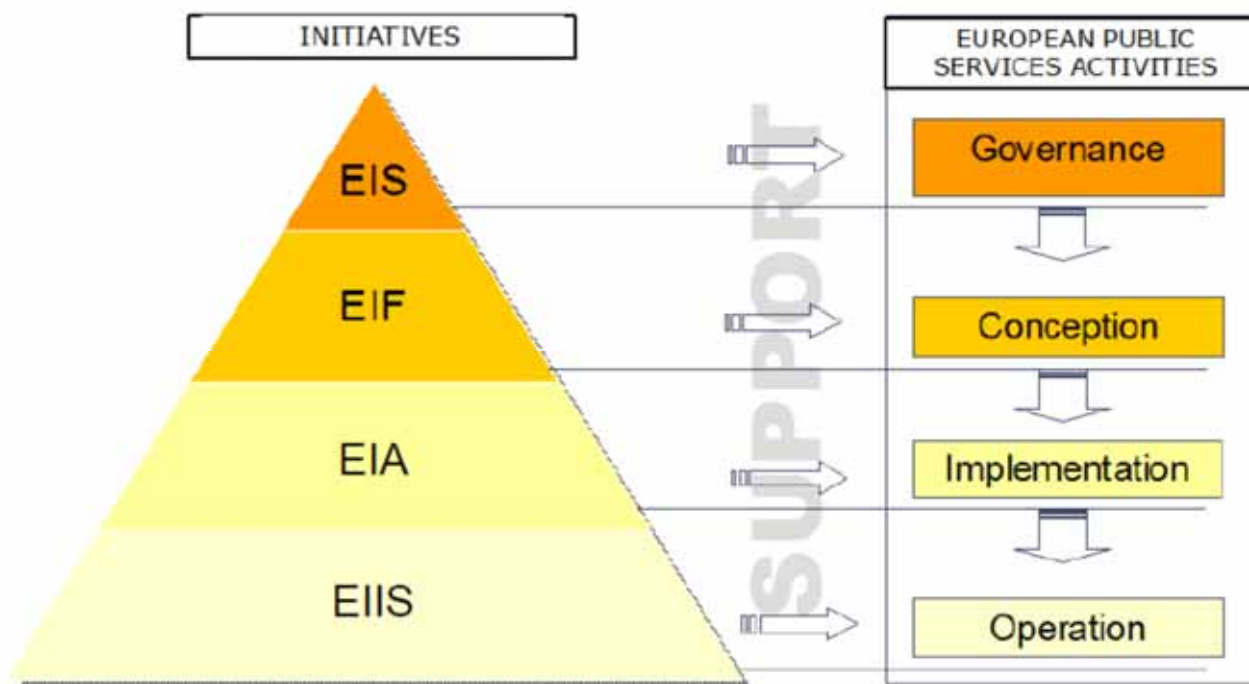 INITIATIVES
EUROPEAN PUBLIC
SERVICES ACTIVITIES
EIS
EIF
EIA
EIIS
SUPPORT
Governance
Conception
Implementation
Operation